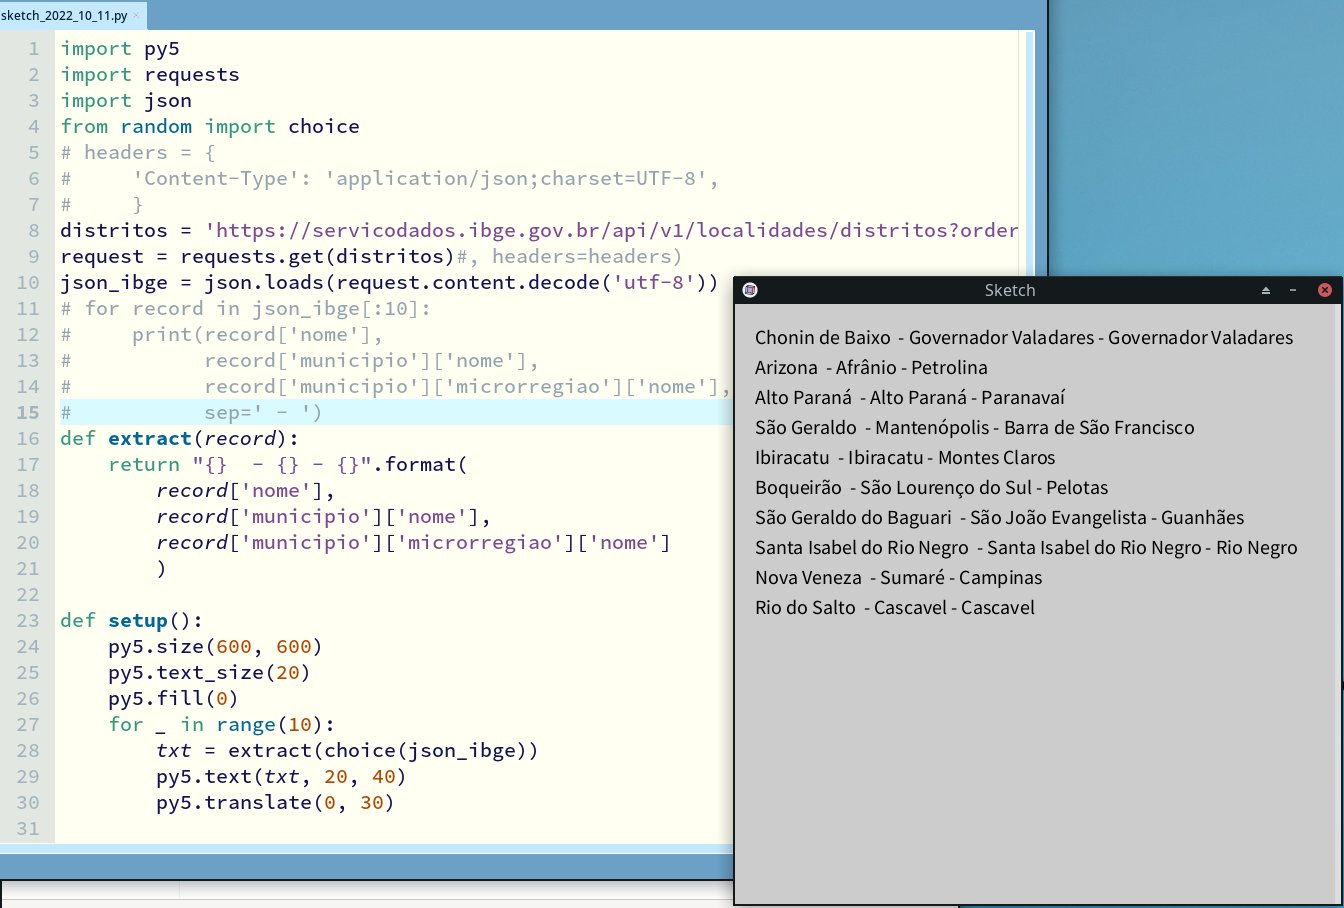 sketch_2022_10_11.py ×
1 import py5
2 import requests
3 import json
4 from random import choice
5 # headers = {
6 #     'Content-Type': 'application/json;charset=UTF-8',
7 #     }
8 distritos = 'https://servicodados.ibge.gov.br/api/v1/localidades/distritos?order
9 request = requests.get(distritos)#, headers=headers)
10 json_ibge = json.loads(request.content.decode('utf-8'))
11 # for record in json_ibge[:10]:
12 #     print(record['nome'],
13 #           record['municipio']['nome'],
14 #           record['municipio']['microrregiao']['nome'],
15 #           sep=' - ')
16 def extract(record):
17     return "{}  - {} - {}".format(
18         record['nome'],
19         record['municipio']['nome'],
20         record['municipio']['microrregiao']['nome']
21         )
22
23 def setup():
24     py5.size(600, 600)
25     py5.text_size(20)
26     py5.fill(0)
27     for _ in range(10):
28         txt = extract(choice(json_ibge))
29         py5.text(txt, 20, 40)
30         py5.translate(0, 30)
31
Sketch
Chonin de Baixo  - Governador Valadares - Governador Valadares
Arizona  - Afrânio - Petrolina
Alto Paraná  - Alto Paraná - Paranavaí
São Geraldo  - Mantenópolis - Barra de São Francisco
Ibiracatu  - Ibiracatu - Montes Claros
Boqueirão  - São Lourenço do Sul - Pelotas
São Geraldo do Baguari  - São João Evangelista - Guanhães
Santa Isabel do Rio Negro  - Santa Isabel do Rio Negro - Rio Negro
Nova Veneza  - Sumaré - Campinas
Rio do Salto  - Cascavel - Cascavel